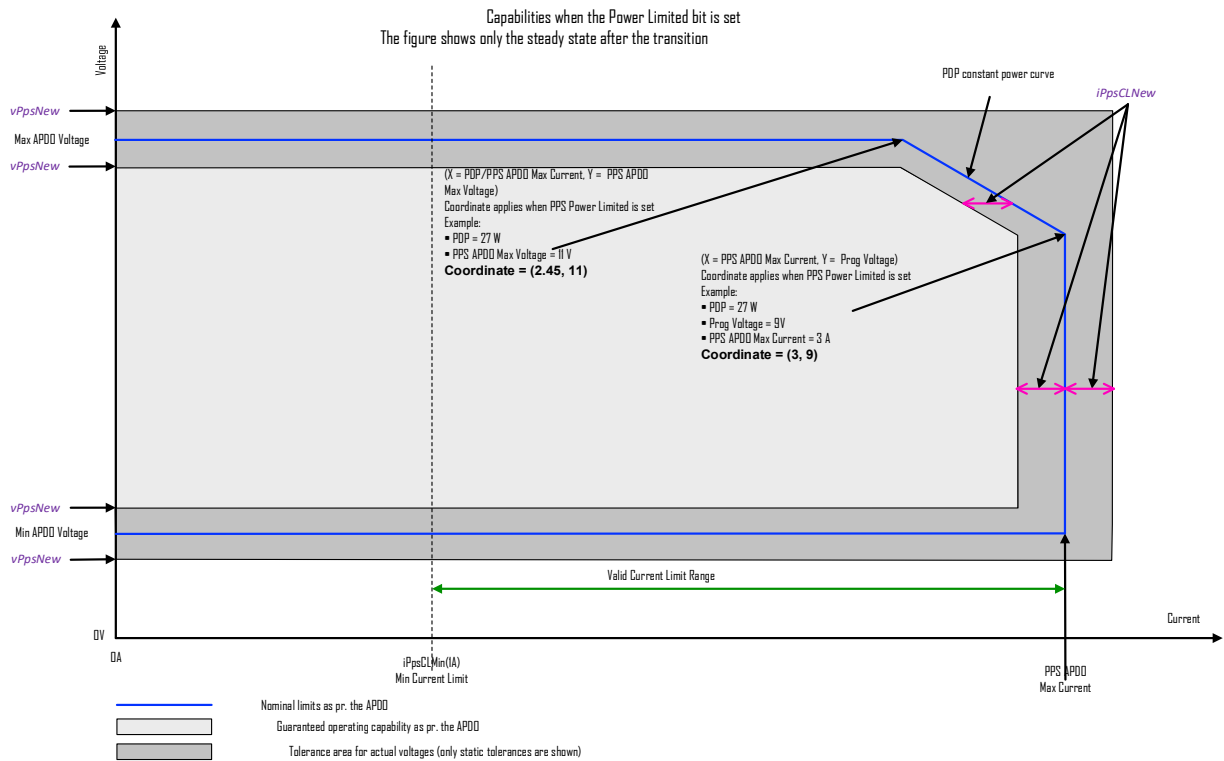 Capabilities when the Power Limited bit is set
The figure shows only the steady state after the transition
Voltage
PDP constant power curve
iPpsCLNew
vPpsNew
Max APDO Voltage
vPpsNew
(X = PDP/PPS APDO Max Current, Y = PPS APDO
Max Voltage)
Coordinate applies when PPS Power Limited is set
Example:
▪ PDP = 27 W
▪ PPS APDO Max Voltage = 11 V
Coordinate = (2.45, 11)
(X = PPS APDO Max Current, Y = Prog Voltage)
Coordinate applies when PPS Power Limited is set
Example:
▪ PDP = 27 W
▪ Prog Voltage = 9V
▪ PPS APDO Max Current = 3 A
Coordinate = (3, 9)
vPpsNew
Min APDO Voltage
vPpsNew
Valid Current Limit Range
Current
0V
0A
iPpsCLMin(1A)
Min Current Limit
PPS APDO
Max Current
Nominal limits as pr. the APDO
Guaranteed operating capability as pr. the APDO
Tolerance area for actual voltages (only static tolerances are shown)